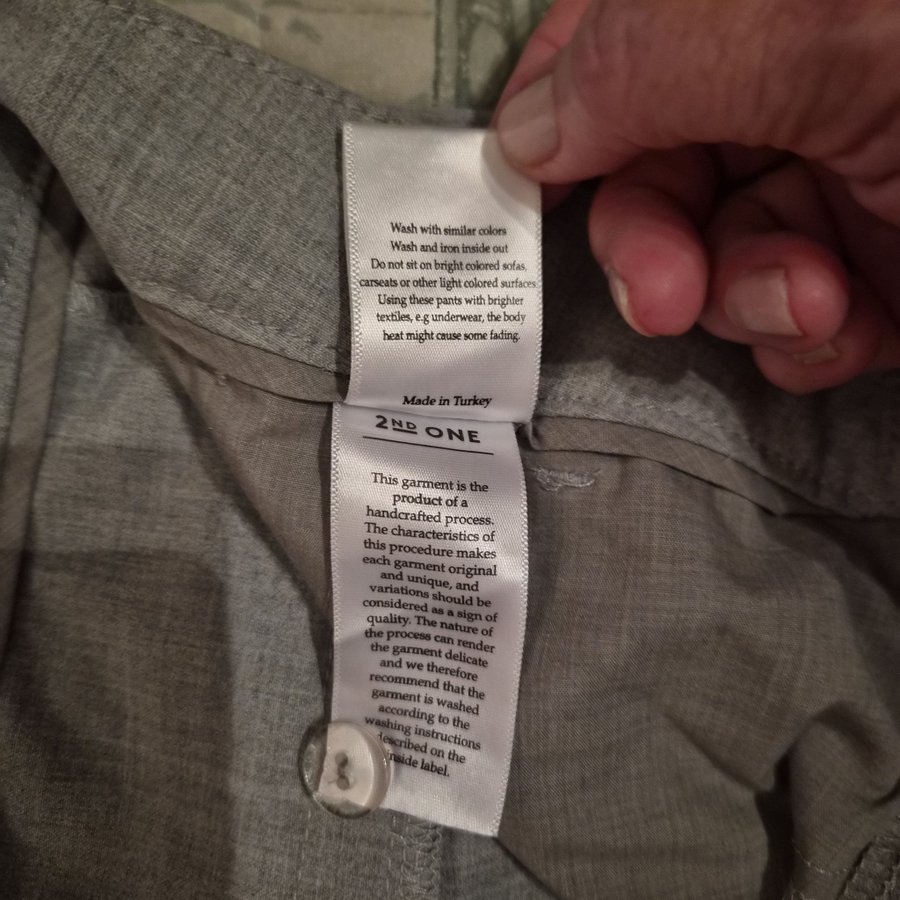 Wash with similar colors
Wash and iron inside out
Do not sit on bright colored sofas,
carseats or other light colored surfaces
Using these pants with brighter
textiles, e.g underwear, the body
heat might cause some fading.
Made in Turkey
2ND ONE
This garment is the
product of a
handcrafted process.
The characteristics of
this procedure makes
each garment original
and unique, and
variations should be
considered as a sign of
quality. The nature of
the process can render
the garment delicate
and we therefore
recommend that the
garment is washed
according to the
washing instructions
described on the
inside label.